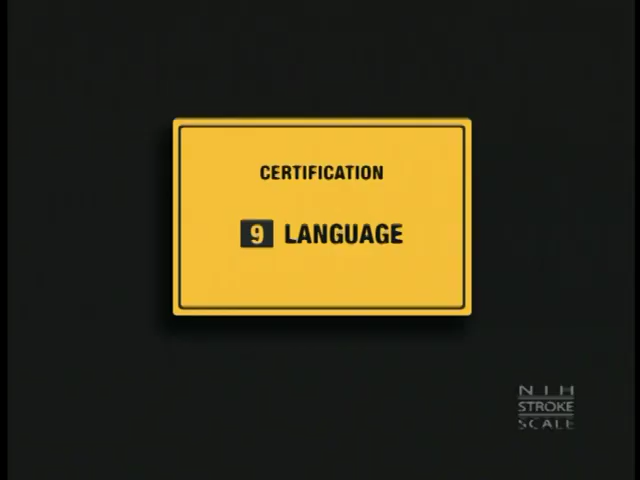 CERTIFICATION
9 LANGUAGE
NIH
STROKE
SCALE